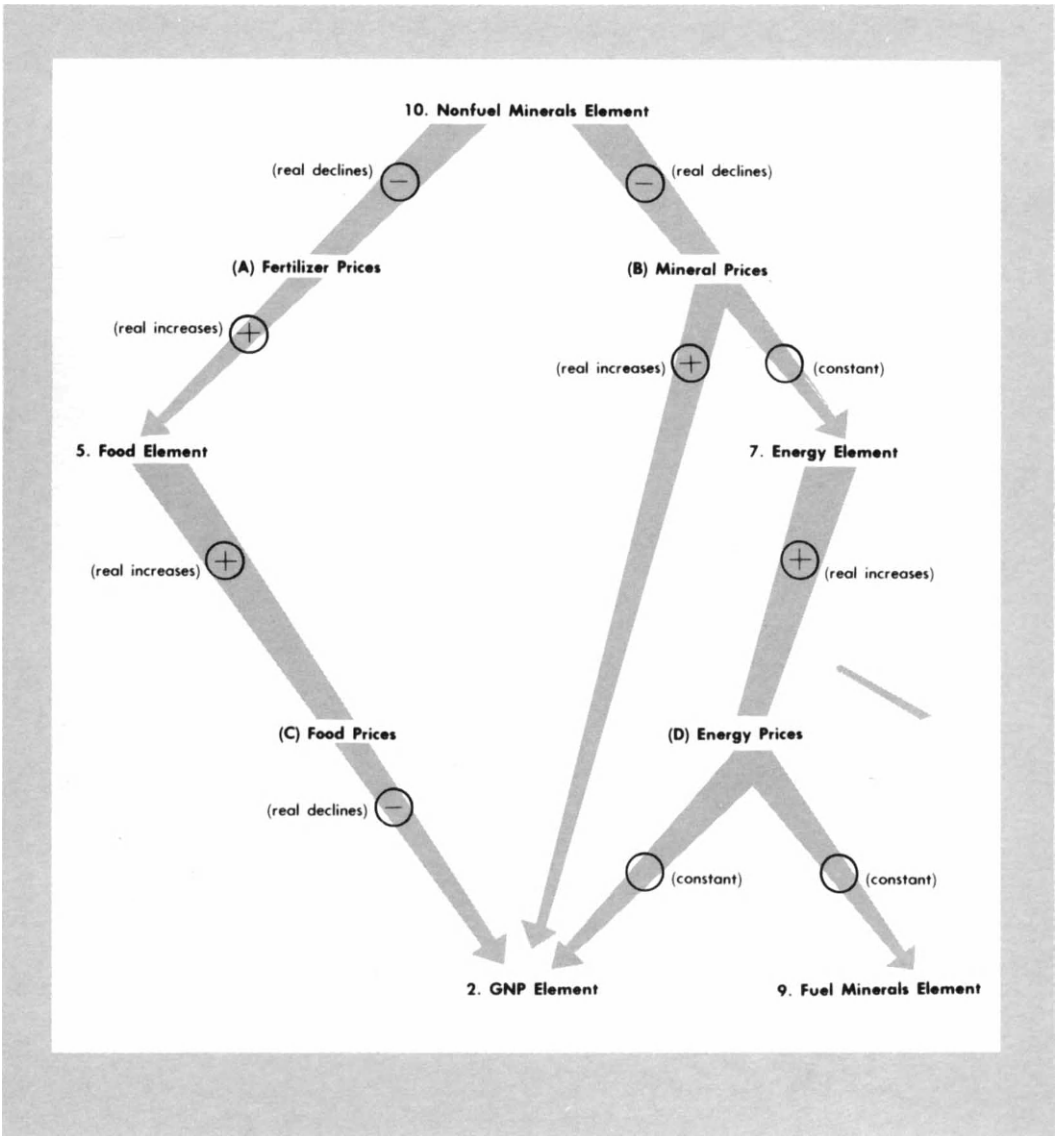 10. Nonfuel Minerals Element
(real declines)
−
−
(real declines)
(A) Fertilizer Prices
(B) Mineral Prices
(real increases)
+
(real increases)
+
(constant)
5. Food Element
7. Energy Element
(real increases)
+
+
(real increases)
(C) Food Prices
(D) Energy Prices
(real declines)
−
(constant)
(constant)
2. GNP Element
9. Fuel Minerals Element